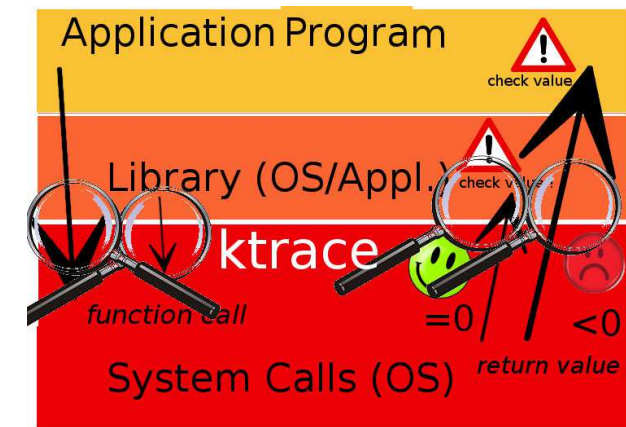 Application Program
check value
Library (OS/Appl.)
check value
ktrace
function call
=0
<0
return value
System Calls (OS)